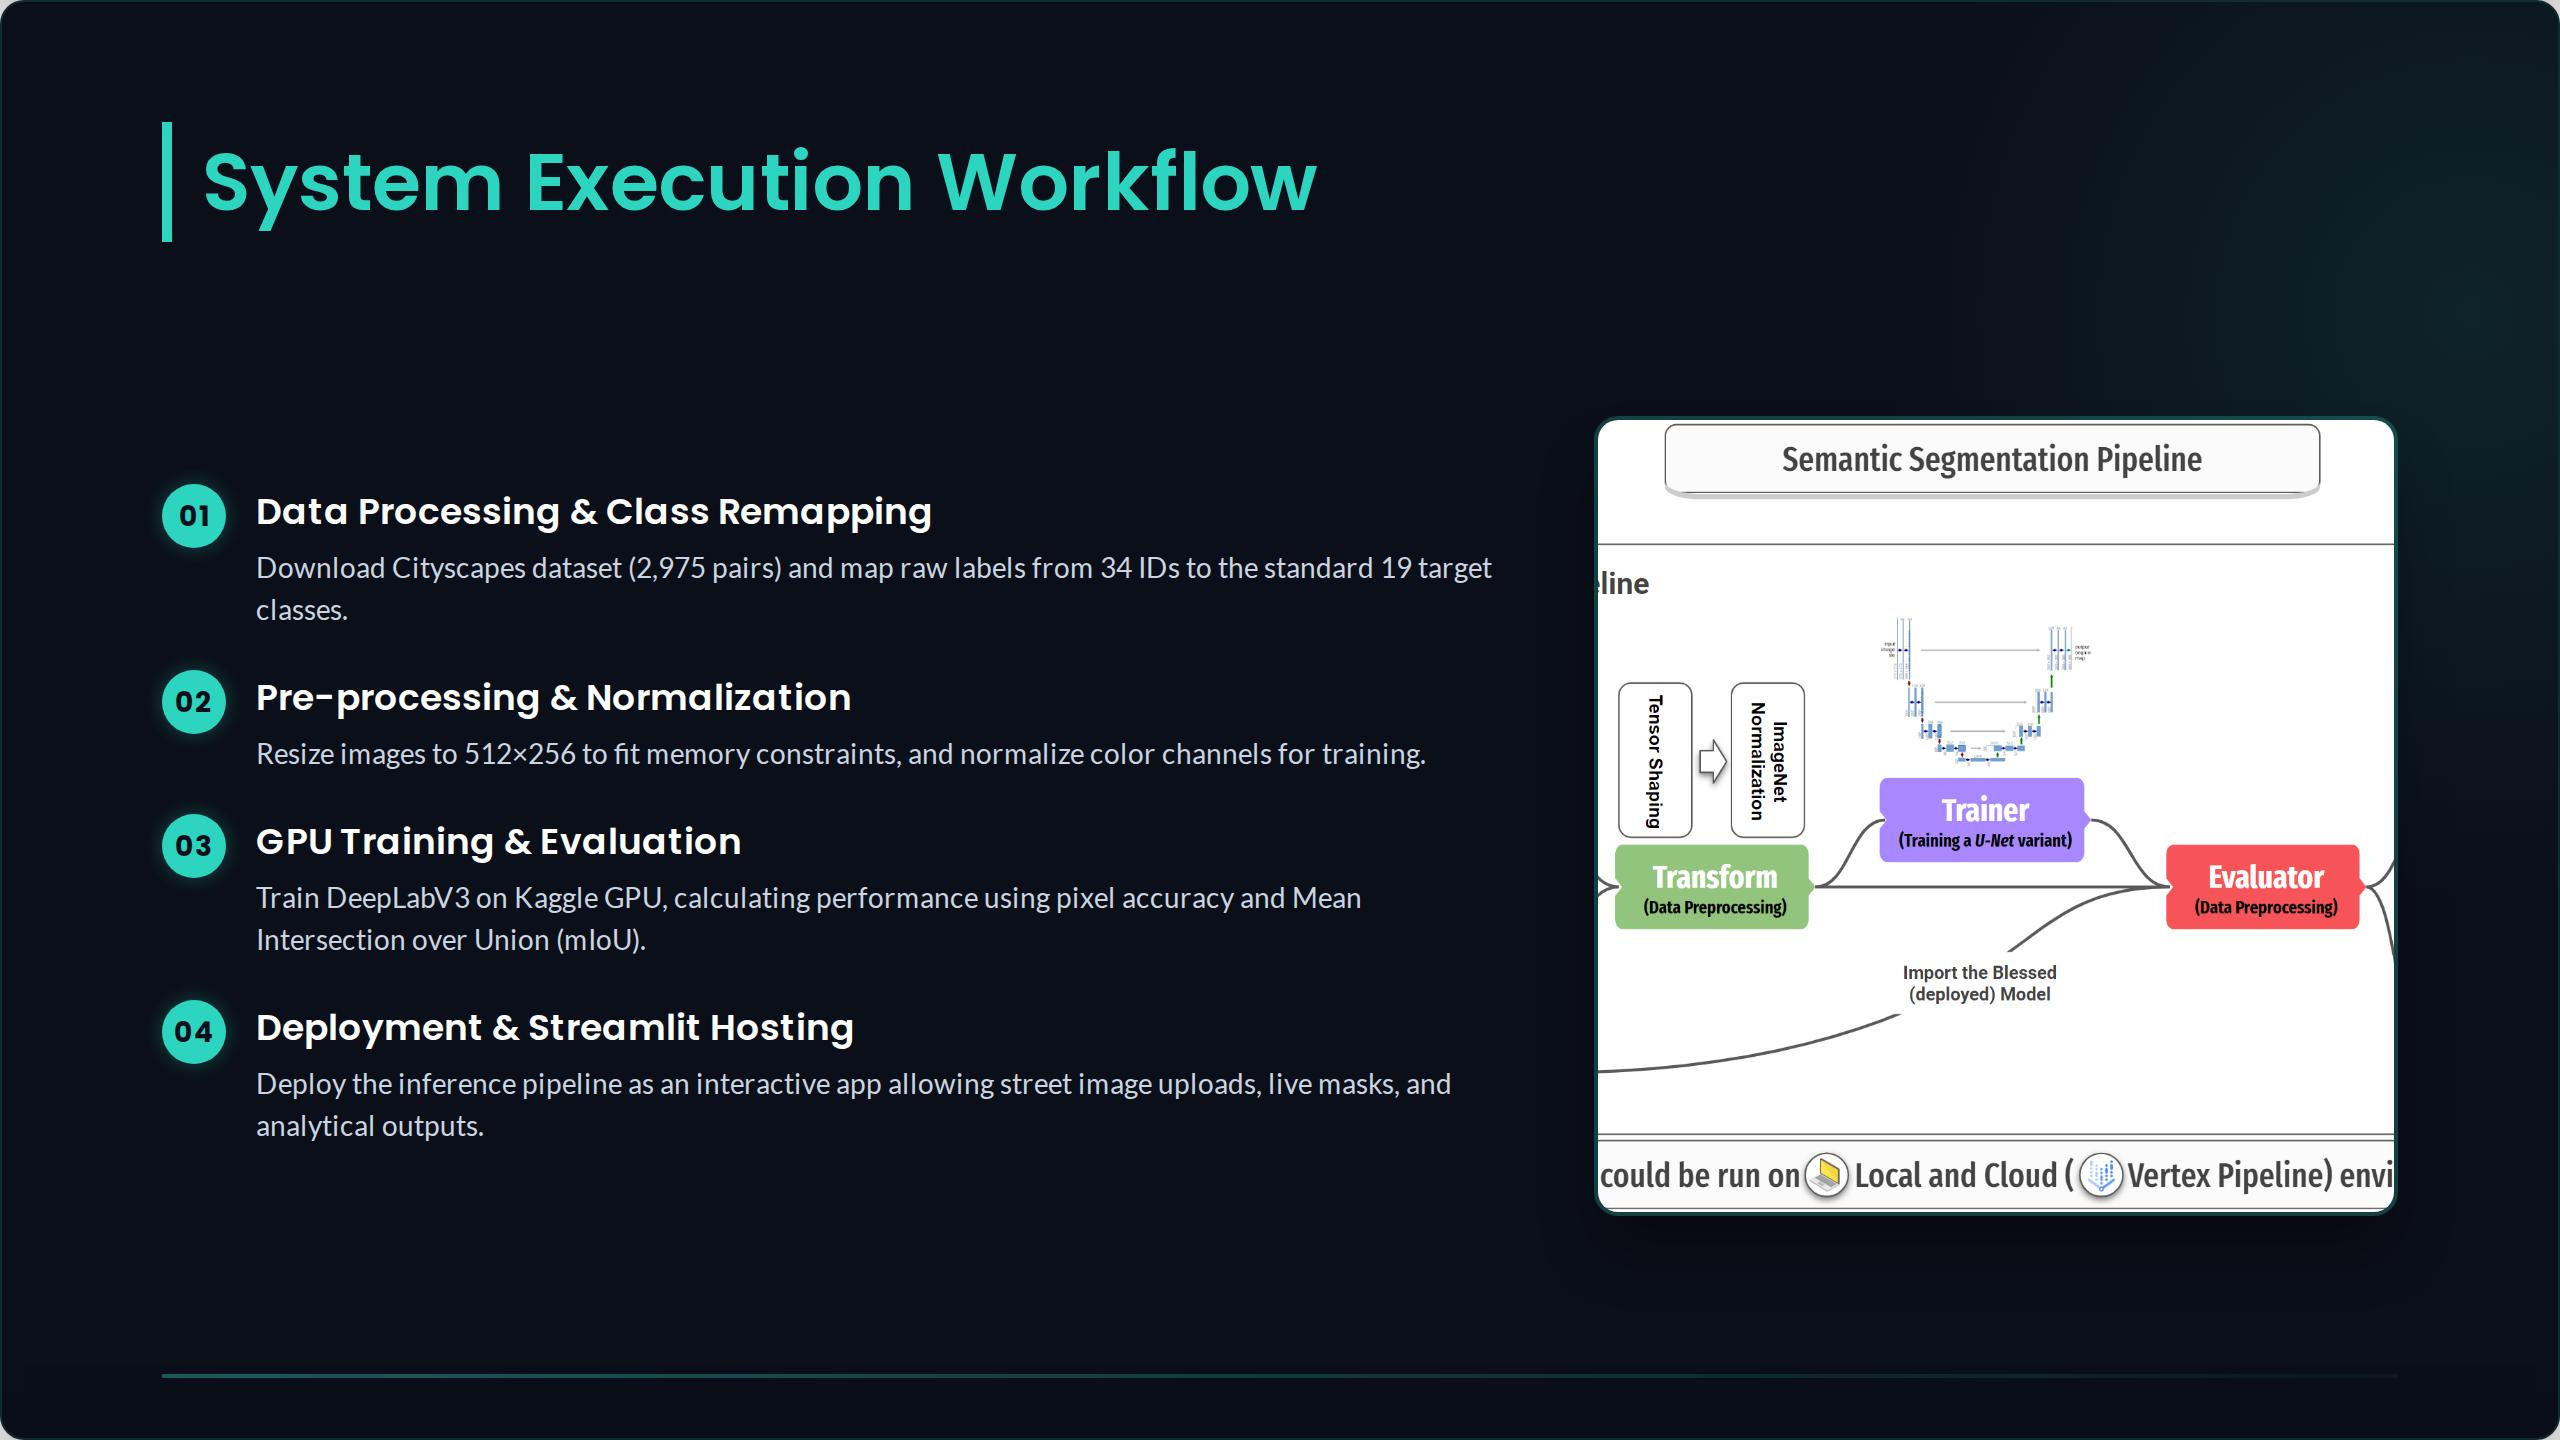 System Execution Workflow
01
Data Processing & Class Remapping
Download Cityscapes dataset (2,975 pairs) and map raw labels from 34 IDs to the standard 19 target
classes.
02
Pre-processing & Normalization
Resize images to 512×256 to fit memory constraints, and normalize color channels for training.
03
GPU Training & Evaluation
Train DeepLabV3 on Kaggle GPU, calculating performance using pixel accuracy and Mean
Intersection over Union (mIoU).
04
Deployment & Streamlit Hosting
Deploy the inference pipeline as an interactive app allowing street image uploads, live masks, and
analytical outputs.
Semantic Segmentation Pipeline
eline
Tensor Shaping
ImageNet
Normalization
Trainer
(Training a U-Net variant)
Transform
(Data Preprocessing)
Evaluator
(Data Preprocessing)
Import the Blessed
(deployed) Model
could be run on Local and Cloud ( Vertex Pipeline) envi